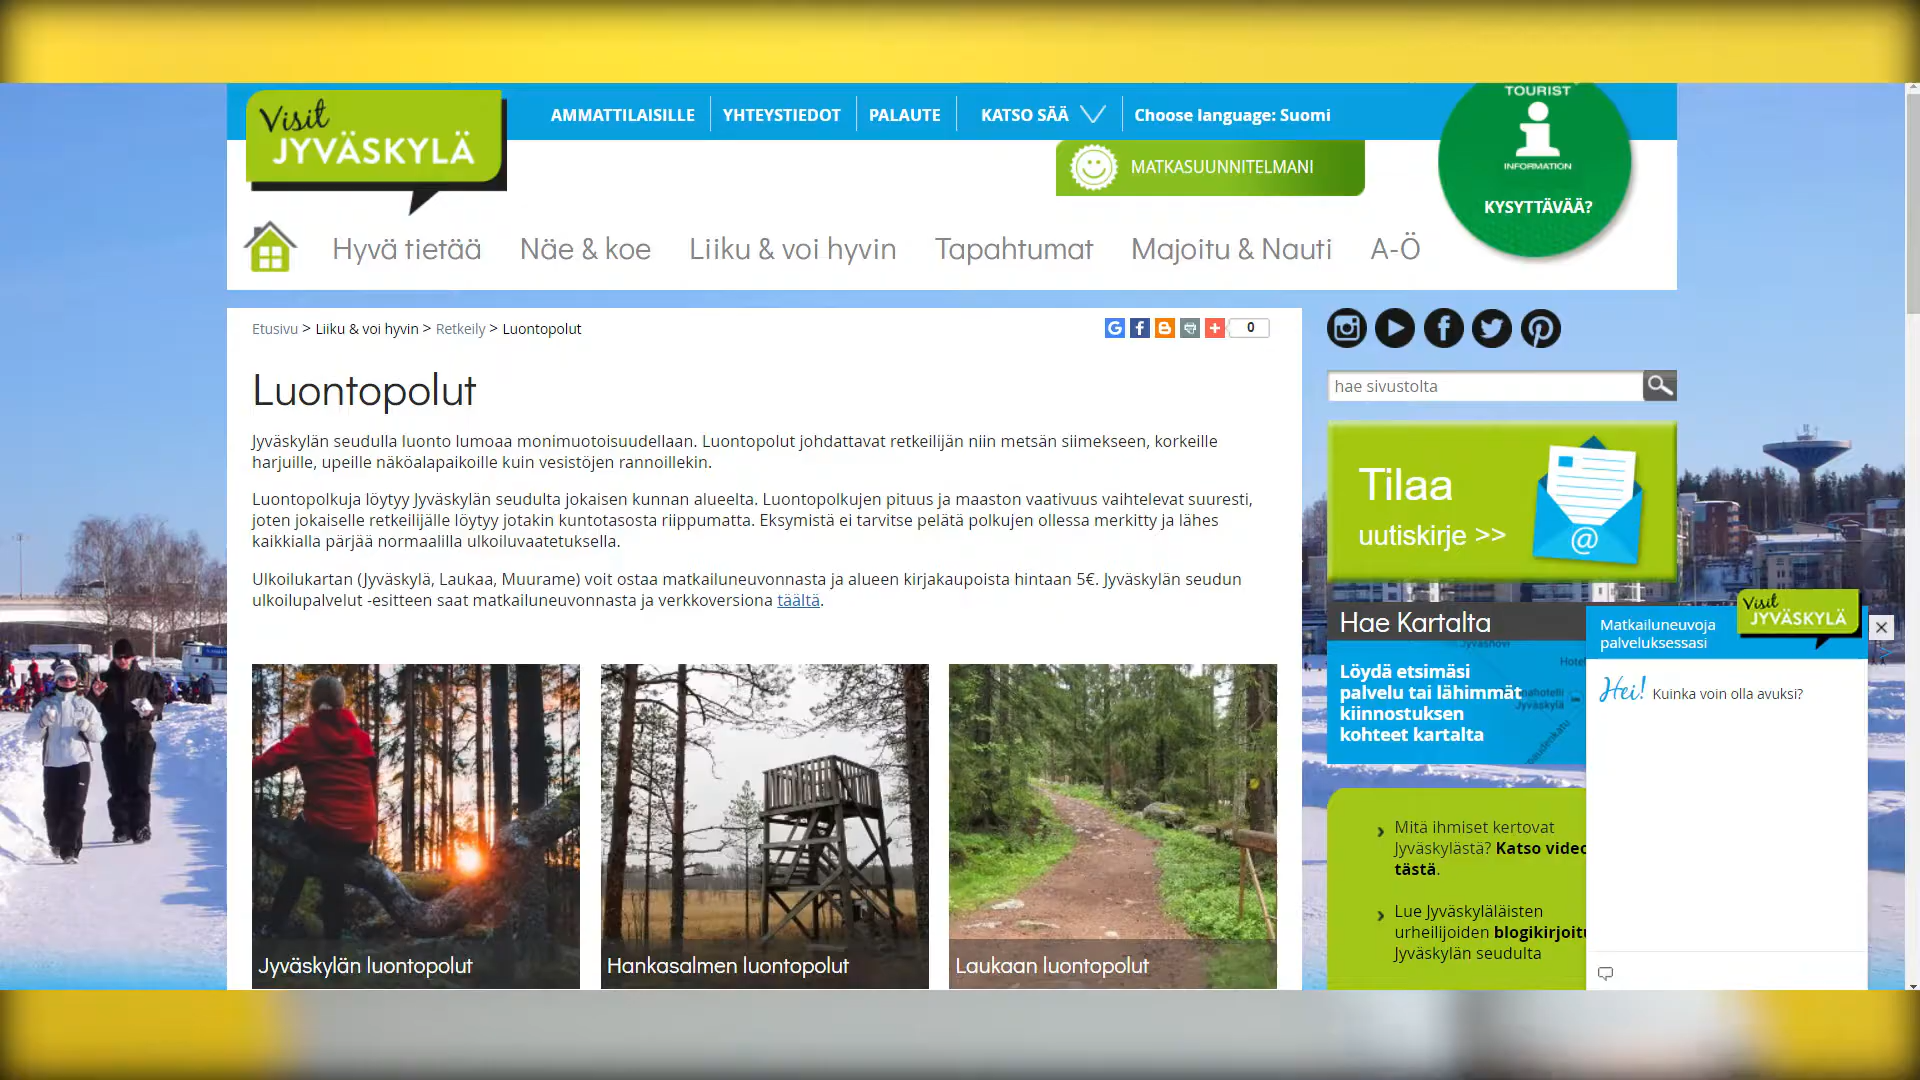 Visit
JYVÄSKYLÄ
AMMATTILAISILLE
YHTEYSTIEDOT
PALAUTE
KATSO SÄÄ
Choose language: Suomi
TOURIST
INFORMATION
KYSYTTÄVÄÄ?
MATKASUUNNITELMANI
Hyvä tietää
Näe & koe
Liiku & voi hyvin
Tapahtumat
Majoitu & Nauti
A-Ö
Etusivu > Liiku & voi hyvin > Retkeily > Luontopolut
0
Luontopolut
Jyväskylän seudulla luonto lumoaa monimuotoisuudellaan. Luontopolut johdattavat retkeilijän niin metsän siimekseen, korkeille
harjuille, upeille näköalapaikoille kuin vesistöjen rannoillekin.
Luontopolkuja löytyy Jyväskylän seudulta jokaisen kunnan alueelta. Luontopolkujen pituus ja maaston vaativuus vaihtelevat suuresti,
joten jokaiselle retkeilijälle löytyy jotakin kuntotasosta riippumatta. Eksymistä ei tarvitse pelätä polkujen ollessa merkitty ja lähes
kaikkialla pärjää normaalilla ulkoiluvaatetuksella.
Ulkoilukartan (Jyväskylä, Laukaa, Muurame) voit ostaa matkailuneuvonnasta ja alueen kirjakaupoista hintaan 5€. Jyväskylän seudun
ulkoilupalvelut -esitteen saat matkailuneuvonnasta ja verkkoversiona täältä.
Jyväskylän luontopolut
Hankasalmen luontopolut
Laukaan luontopolut
hae sivustolta
Tilaa
uutiskirje >>
@
Hae Kartalta
Löydä etsimäsi
palvelu tai lähimmät
kiinnostuksen
kohteet kartalta
Mitä ihmiset kertovat
Jyväskylästä? Katso video
tästä.
Lue Jyväskyläläisten
urheilijoiden blogikirjoitu
Jyväskylän seudulta
Matkailuneuvoja
palveluksessasi
Visit
JYVÄSKYLÄ
Hei! Kuinka voin olla avuksi?